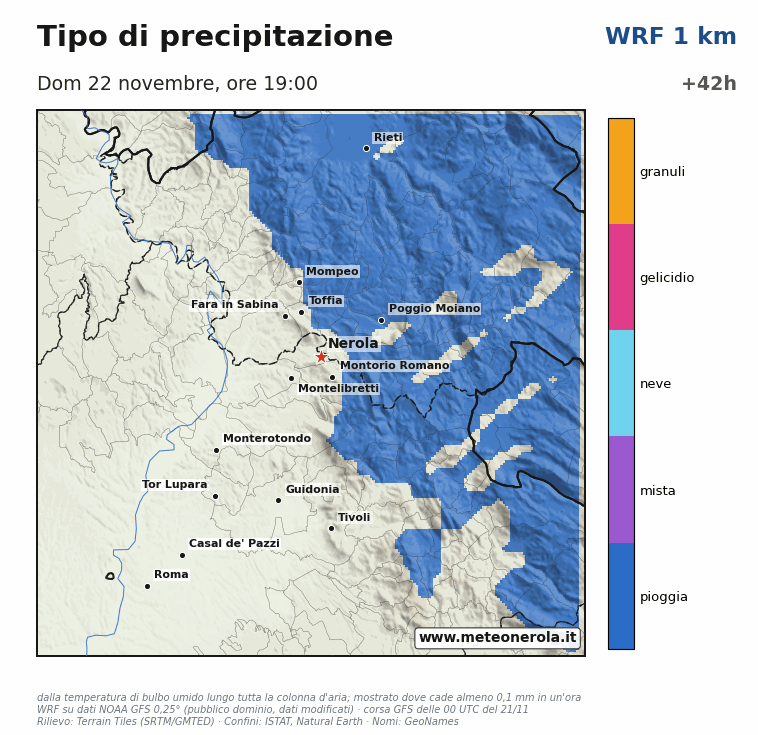 Tipo di precipitazione
WRF 1 km
Dom 22 novembre, ore 19:00
+42h
Rieti
granuli
gelicidio
neve
mista
pioggia
Mompeo
Toffia
Fara in Sabina
Poggio Moiano
Nerola
Montorio Romano
Montelibretti
Monterotondo
Tor Lupara
Guidonia
Tivoli
Casal de' Pazzi
Roma
www.meteonerola.it
dalla temperatura di bulbo umido lungo tutta la colonna d'aria; mostrato dove cade almeno 0,1 mm in un'ora
WRF su dati NOAA GFS 0,25° (pubblico dominio, dati modificati) · corsa GFS delle 00 UTC del 21/11
Rilievo: Terrain Tiles (SRTM/GMTED) · Confini: ISTAT, Natural Earth · Nomi: GeoNames